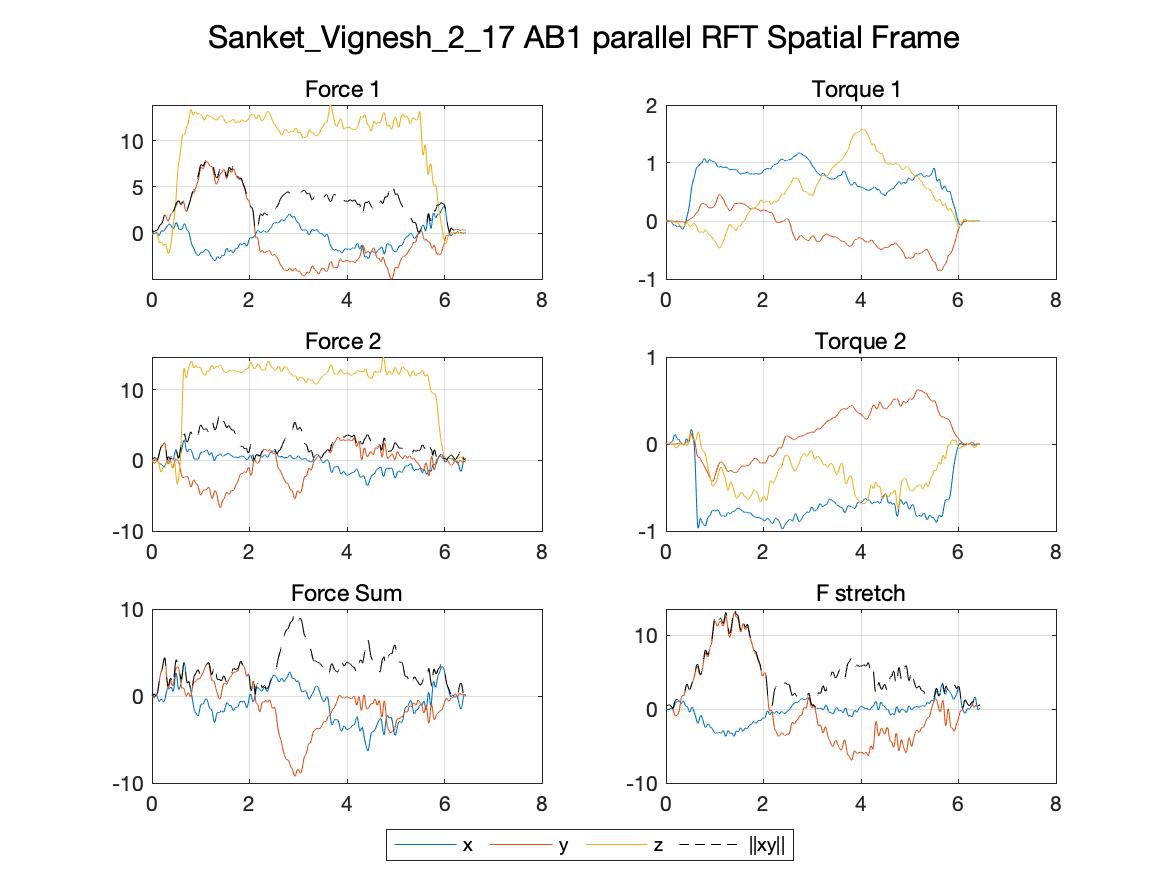 Sanket_Vignesh_2_17 AB1 parallel RFT Spatial Frame
Force 1
10
5
0
0 2 4 6 8
Torque 1
2
1
0
-1
0 2 4 6 8
Force 2
10
0
-10
0 2 4 6 8
Torque 2
1
0
-1
0 2 4 6 8
Force Sum
10
0
-10
0 2 4 6 8
F stretch
10
0
-10
0 2 4 6 8
x y z ||xy||